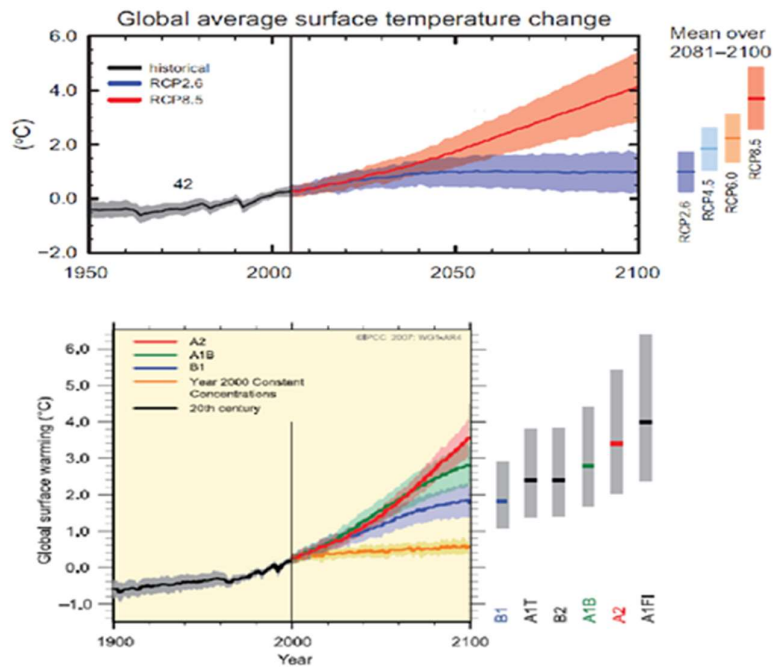 Global average surface temperature change
6.0
4.0
2.0
0.0
−2.0
(°C)
historical
RCP2.6
RCP8.5
42
1950
2000
2050
2100
Mean over
2081–2100
RCP2.6
RCP4.5
RCP6.0
RCP8.5
Global surface warming (°C)
6.0
5.0
4.0
3.0
2.0
1.0
0.0
−1.0
A2
A1B
B1
Year 2000 Constant
Concentrations
20th century
©IPCC 2007: WG1-AR4
1900
2000
2100
Year
B1
A1T
B2
A1B
A2
A1FI